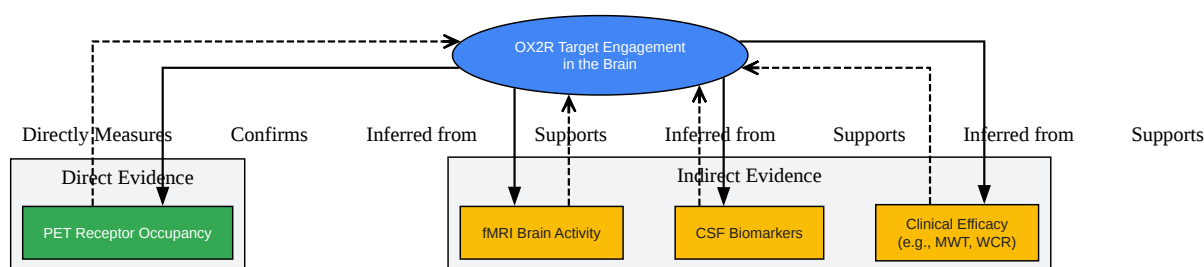 OX2R Target Engagement
in the Brain
Directly Measures
Confirms
Inferred from
Supports
Inferred from
Supports
Inferred from
Supports
Direct Evidence
Indirect Evidence
PET Receptor Occupancy
fMRI Brain Activity
CSF Biomarkers
Clinical Efficacy
(e.g., MWT, WCR)